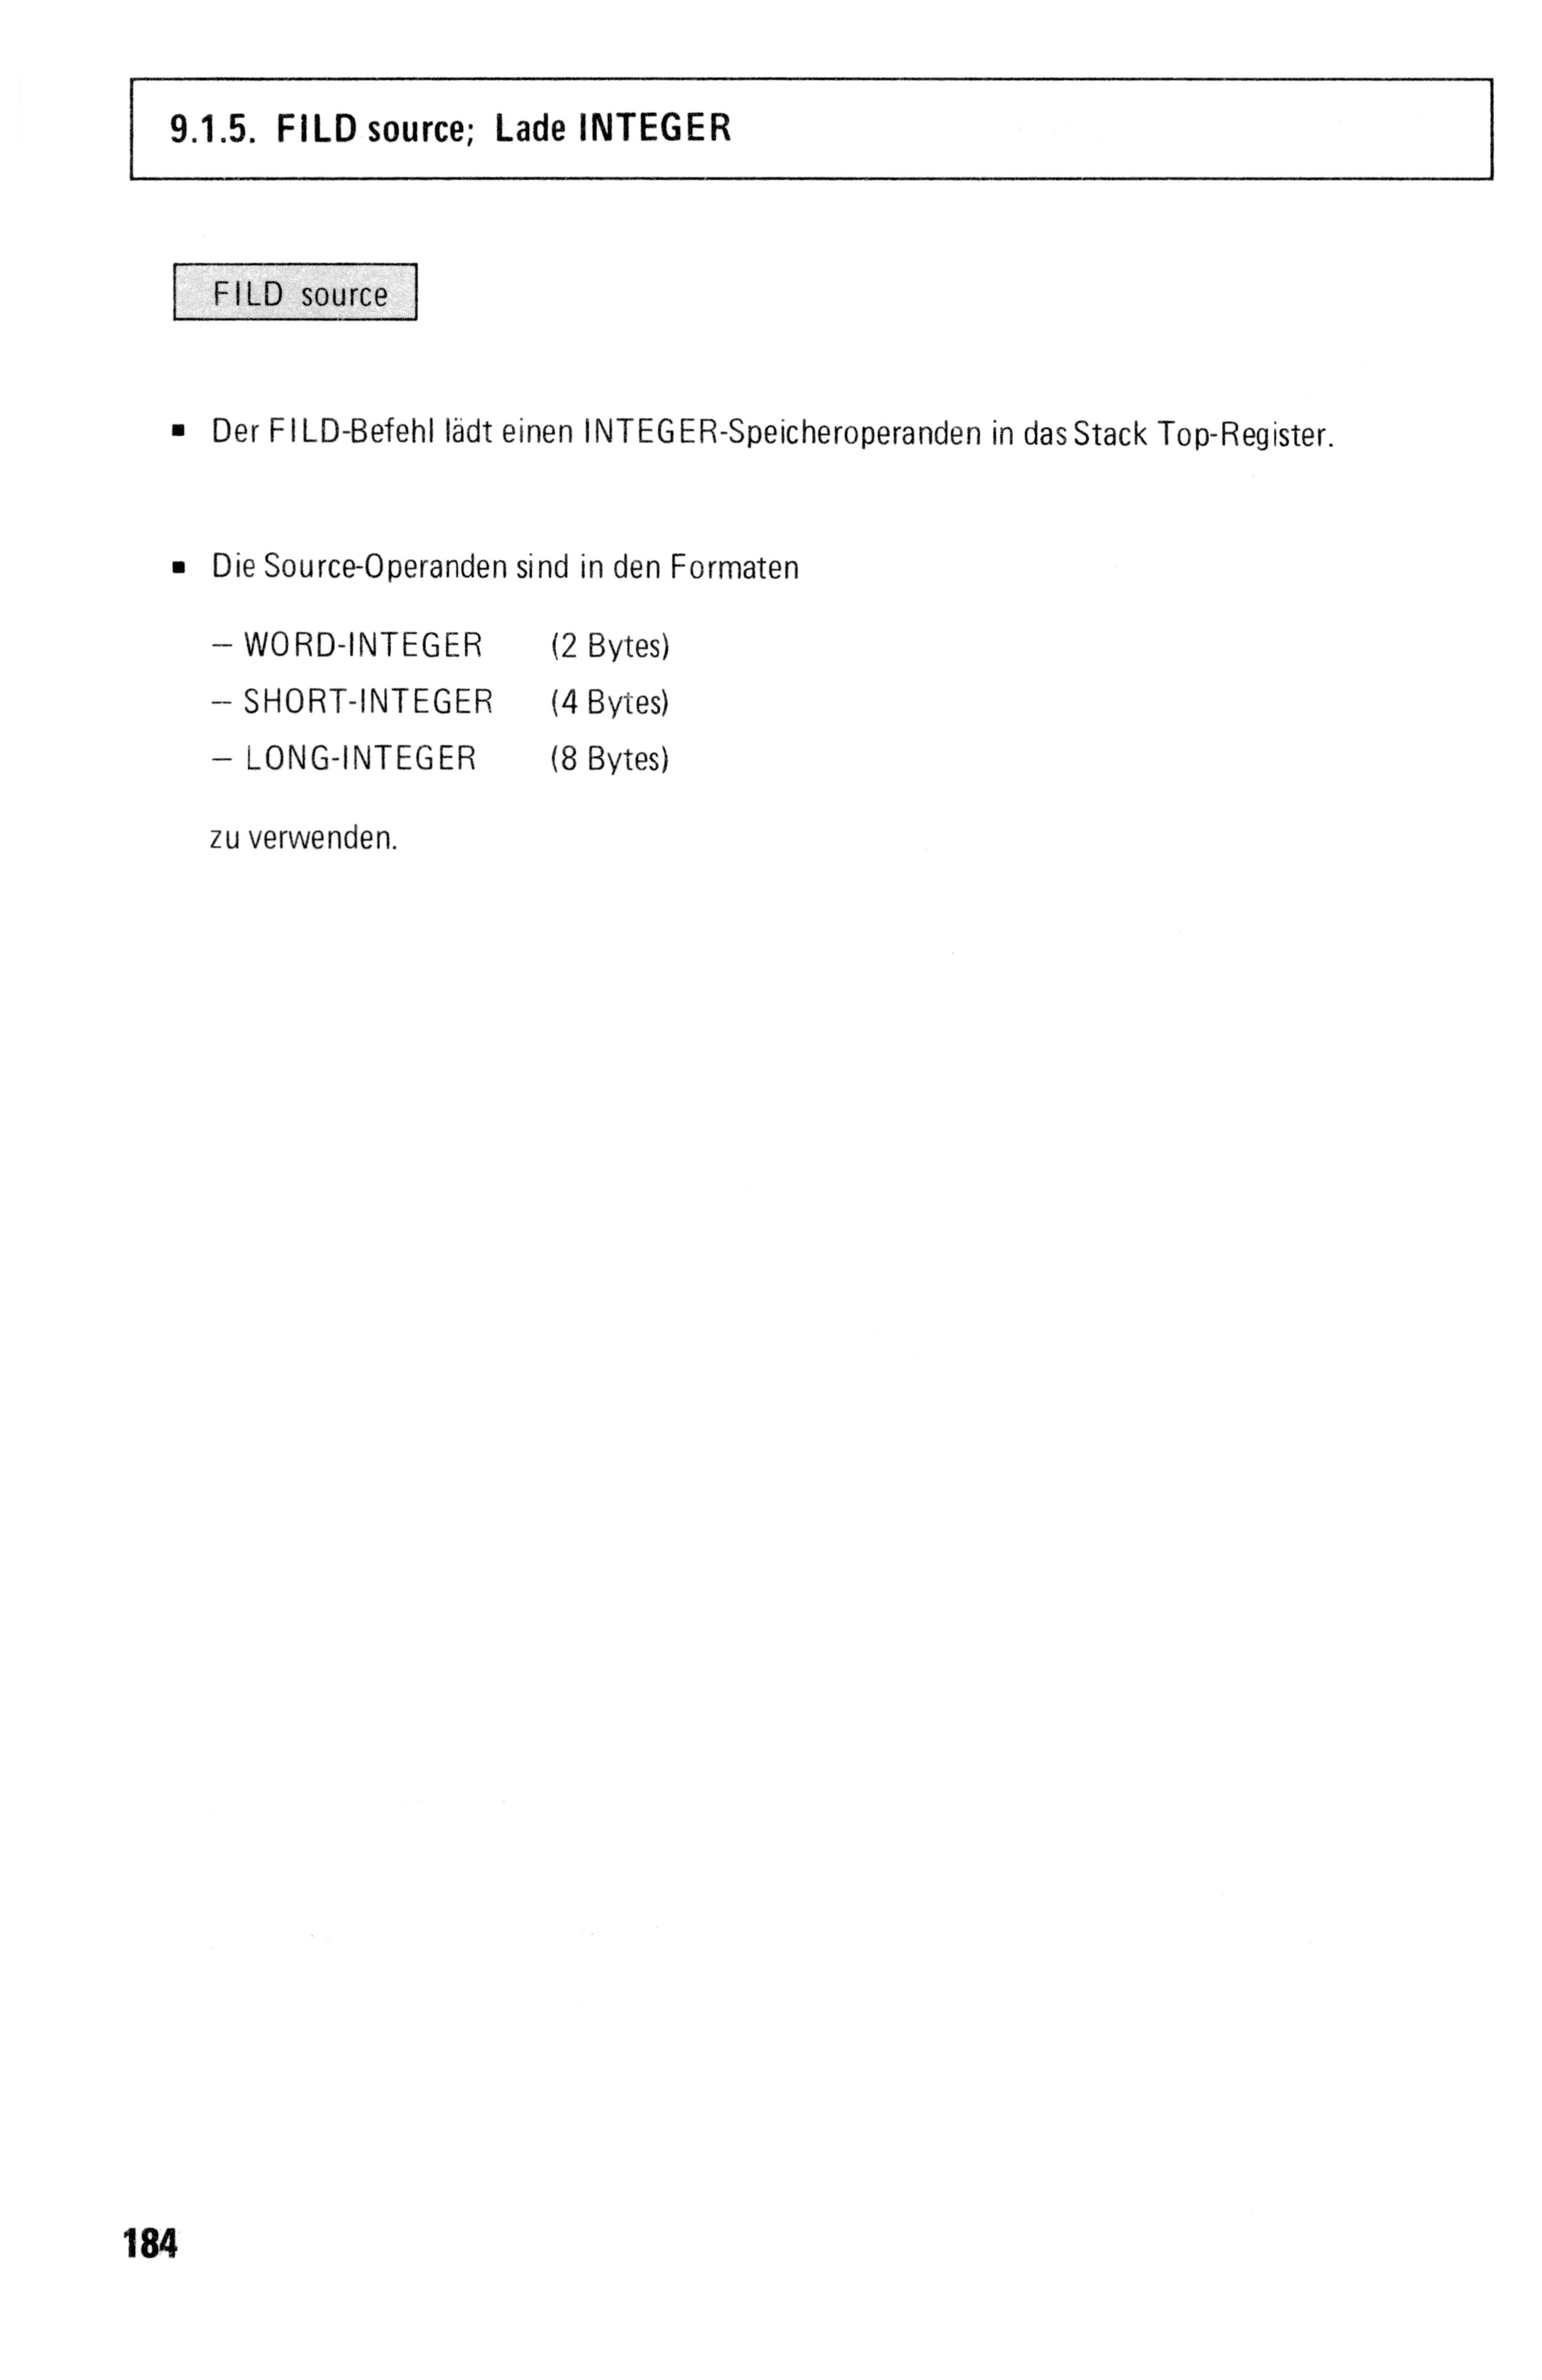 9.1.5. FILD source; Lade INTEGER
FILD source
▪ Der FILD-Befehl lädt einen INTEGER-Speicheroperanden in das Stack Top-Register.
▪ Die Source-Operanden sind in den Formaten
– WORD-INTEGER (2 Bytes)
– SHORT-INTEGER (4 Bytes)
– LONG-INTEGER (8 Bytes)
zu verwenden.
184